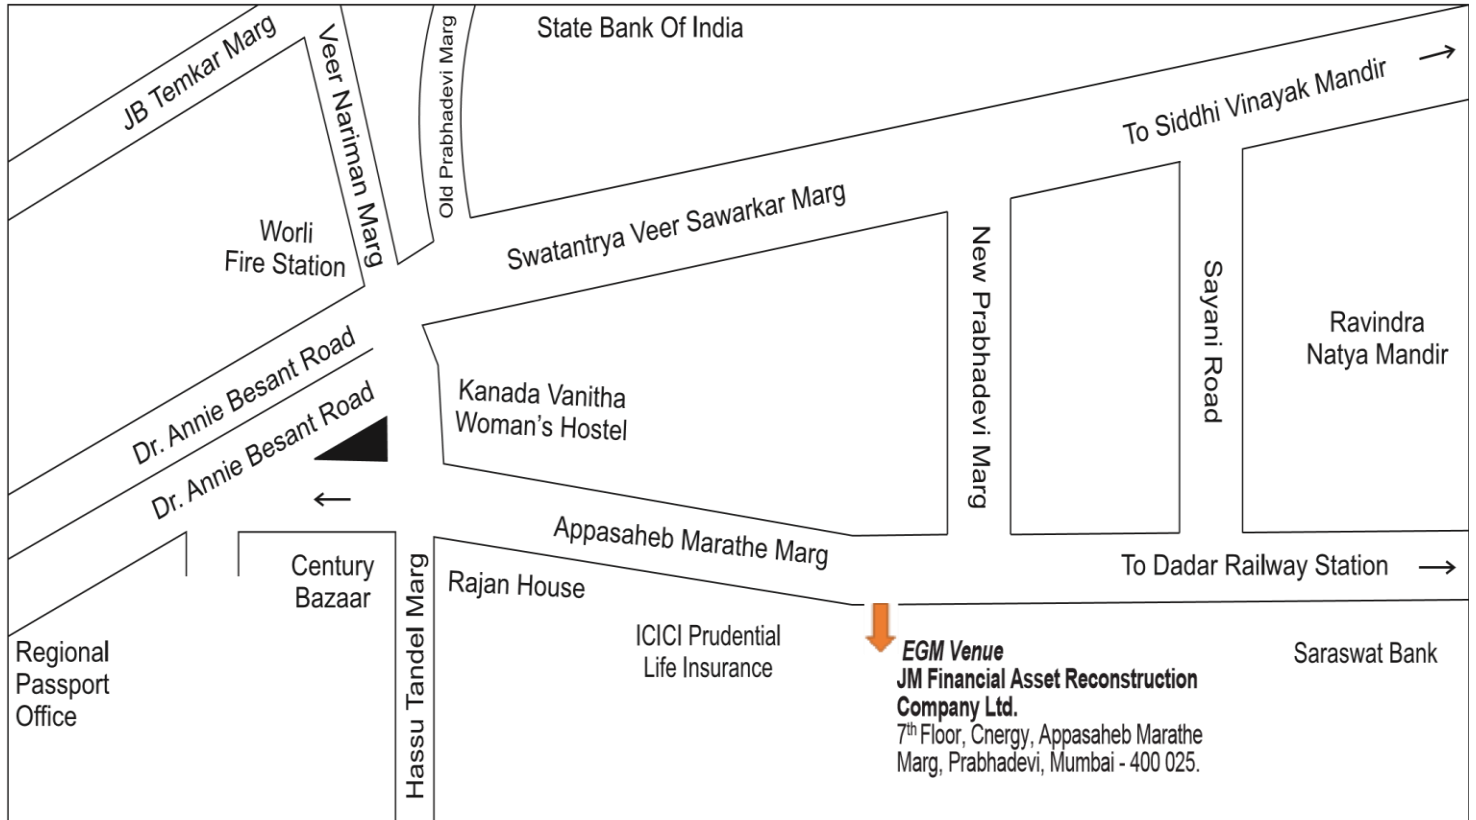 State Bank Of India
JB Temkar Marg
Veer Nariman Marg
Old Prabhadevi Marg
To Siddhi Vinayak Mandir
Swatantrya Veer Sawarkar Marg
Worli
Fire Station
New Prabhadevi Marg
Sayani Road
Ravindra
Natya Mandir
Dr. Annie Besant Road
Dr. Annie Besant Road
Kanada Vanitha
Woman's Hostel
Appasaheb Marathe Marg
To Dadar Railway Station
Century
Bazaar
Hassu Tandel Marg
Rajan House
ICICI Prudential
Life Insurance
Regional
Passport
Office
EGM Venue
JM Financial Asset Reconstruction
Company Ltd.
7th Floor, Cnergy, Appasaheb Marathe
Marg, Prabhadevi, Mumbai - 400 025.
Saraswat Bank